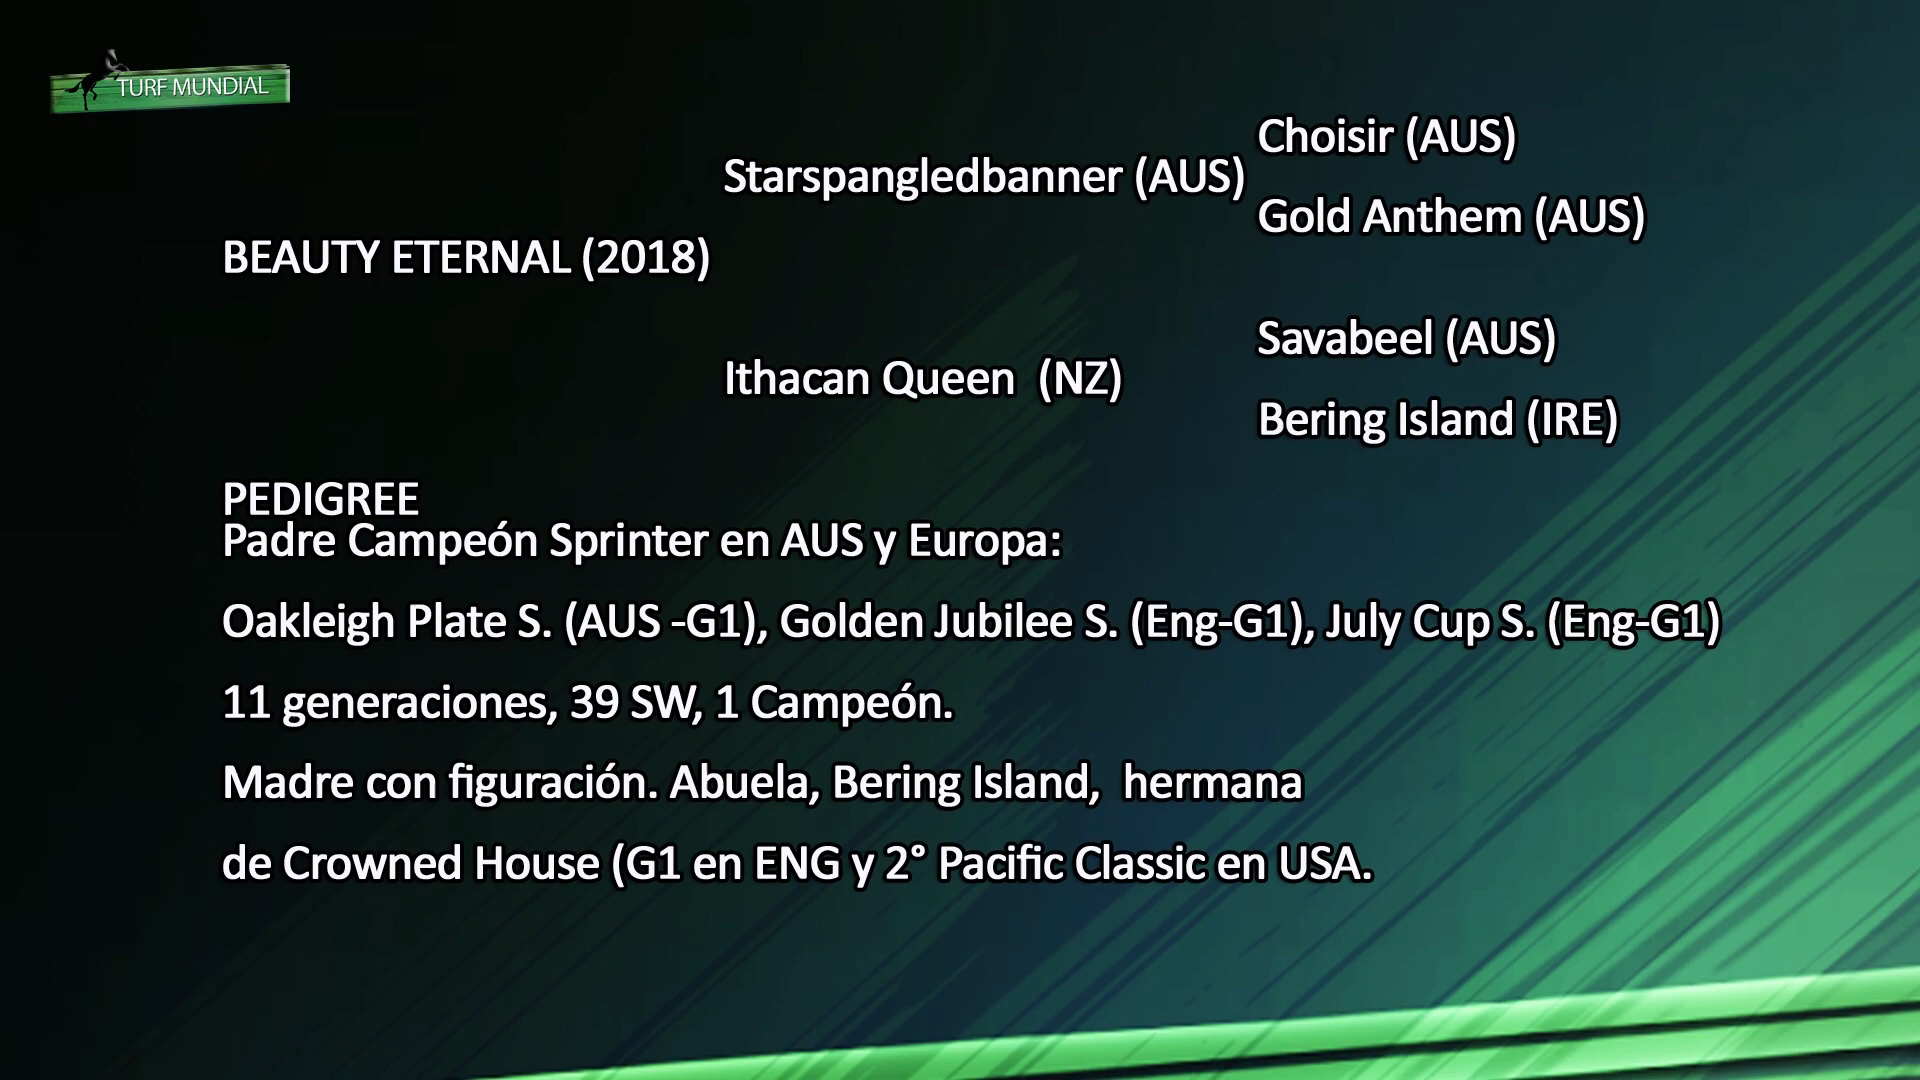 TURF MUNDIAL
Choisir (AUS)
Starspangledbanner (AUS)
Gold Anthem (AUS)
BEAUTY ETERNAL (2018)
Savabeel (AUS)
Ithacan Queen  (NZ)
Bering Island (IRE)
PEDIGREE
Padre Campeón Sprinter en AUS y Europa:
Oakleigh Plate S. (AUS -G1), Golden Jubilee S. (Eng-G1), July Cup S. (Eng-G1)
11 generaciones, 39 SW, 1 Campeón.
Madre con figuración. Abuela, Bering Island,  hermana
de Crowned House (G1 en ENG y 2° Pacific Classic en USA.